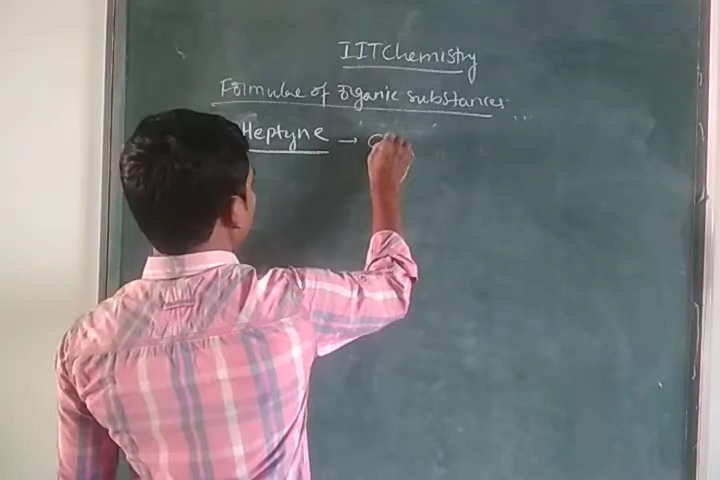 IITChemistry
Formulae of organic substances...
Heptyne → C